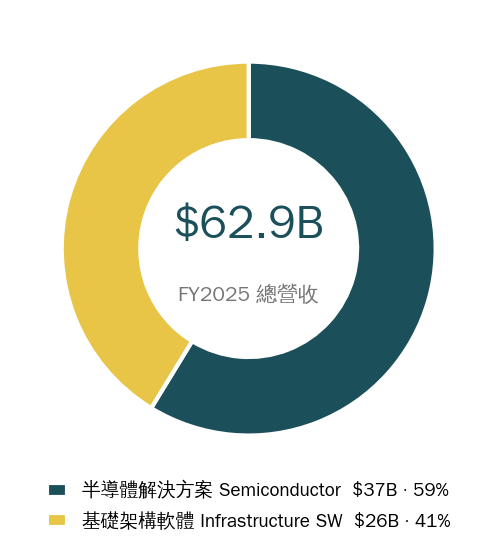 $62.9B
FY2025 總營收
半導體解決方案 Semiconductor $37B · 59%
基礎架構軟體 Infrastructure SW $26B · 41%